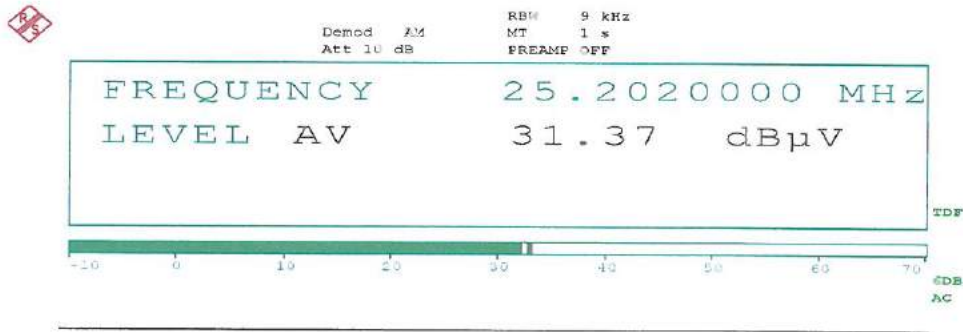 R S
RBW 9 kHz
Demod AM MT 1 s
Att 10 dB PREAMP OFF
FREQUENCY 25.2020000 MHz
LEVEL AV 31.37 dBµV
TDF
-10 0 10 20 30 40 50 60 70
6DB
AC